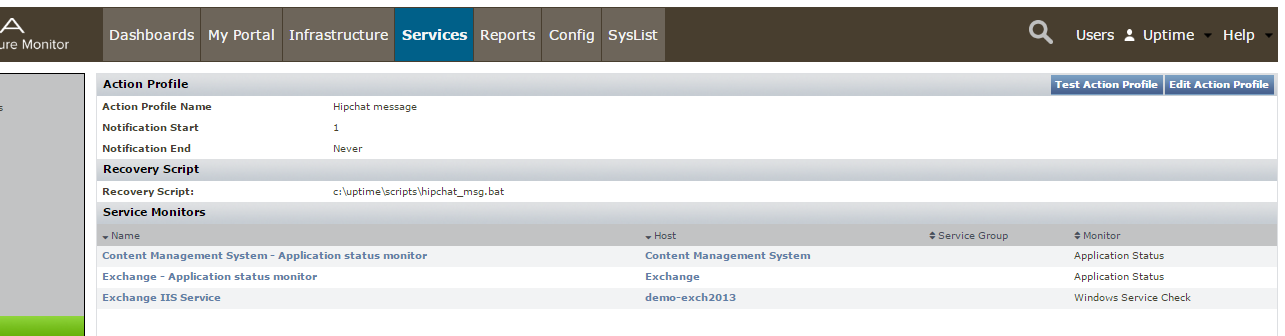 A
ure Monitor
Dashboards My Portal Infrastructure Services Reports Config SysList
Users Uptime Help
s
Action Profile
Test Action Profile Edit Action Profile
Action Profile Name Hipchat message
Notification Start 1
Notification End Never
Recovery Script
Recovery Script: c:\uptime\scripts\hipchat_msg.bat
Service Monitors
Name Host Service Group Monitor
Content Management System - Application status monitor Content Management System Application Status
Exchange - Application status monitor Exchange Application Status
Exchange IIS Service demo-exch2013 Windows Service Check